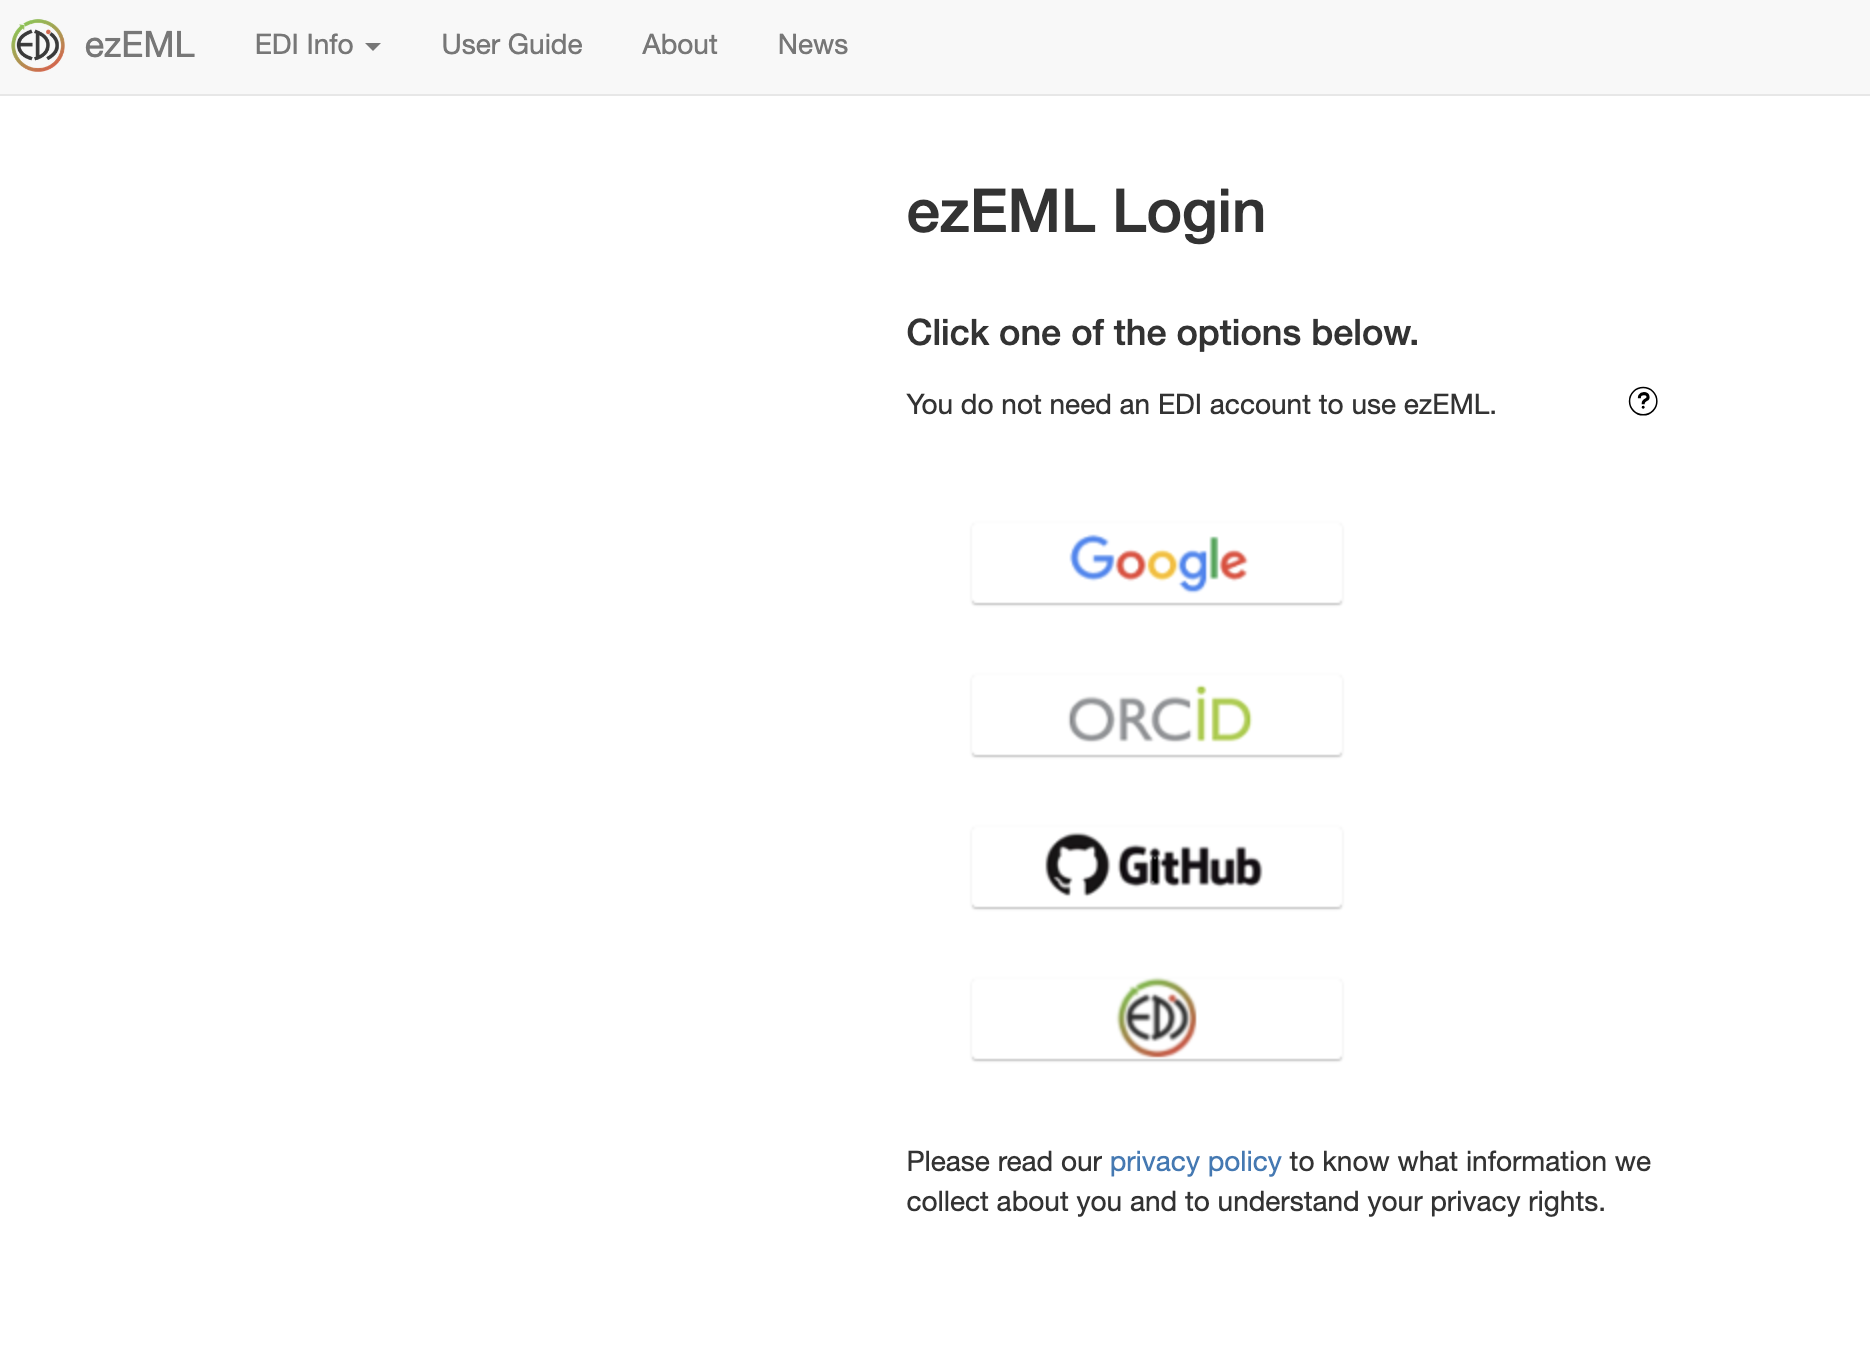 EDI ezEML EDI Info User Guide About News
ezEML Login
Click one of the options below.
You do not need an EDI account to use ezEML. ?
Google
ORCiD
GitHub
EDI
Please read our privacy policy to know what information we
collect about you and to understand your privacy rights.